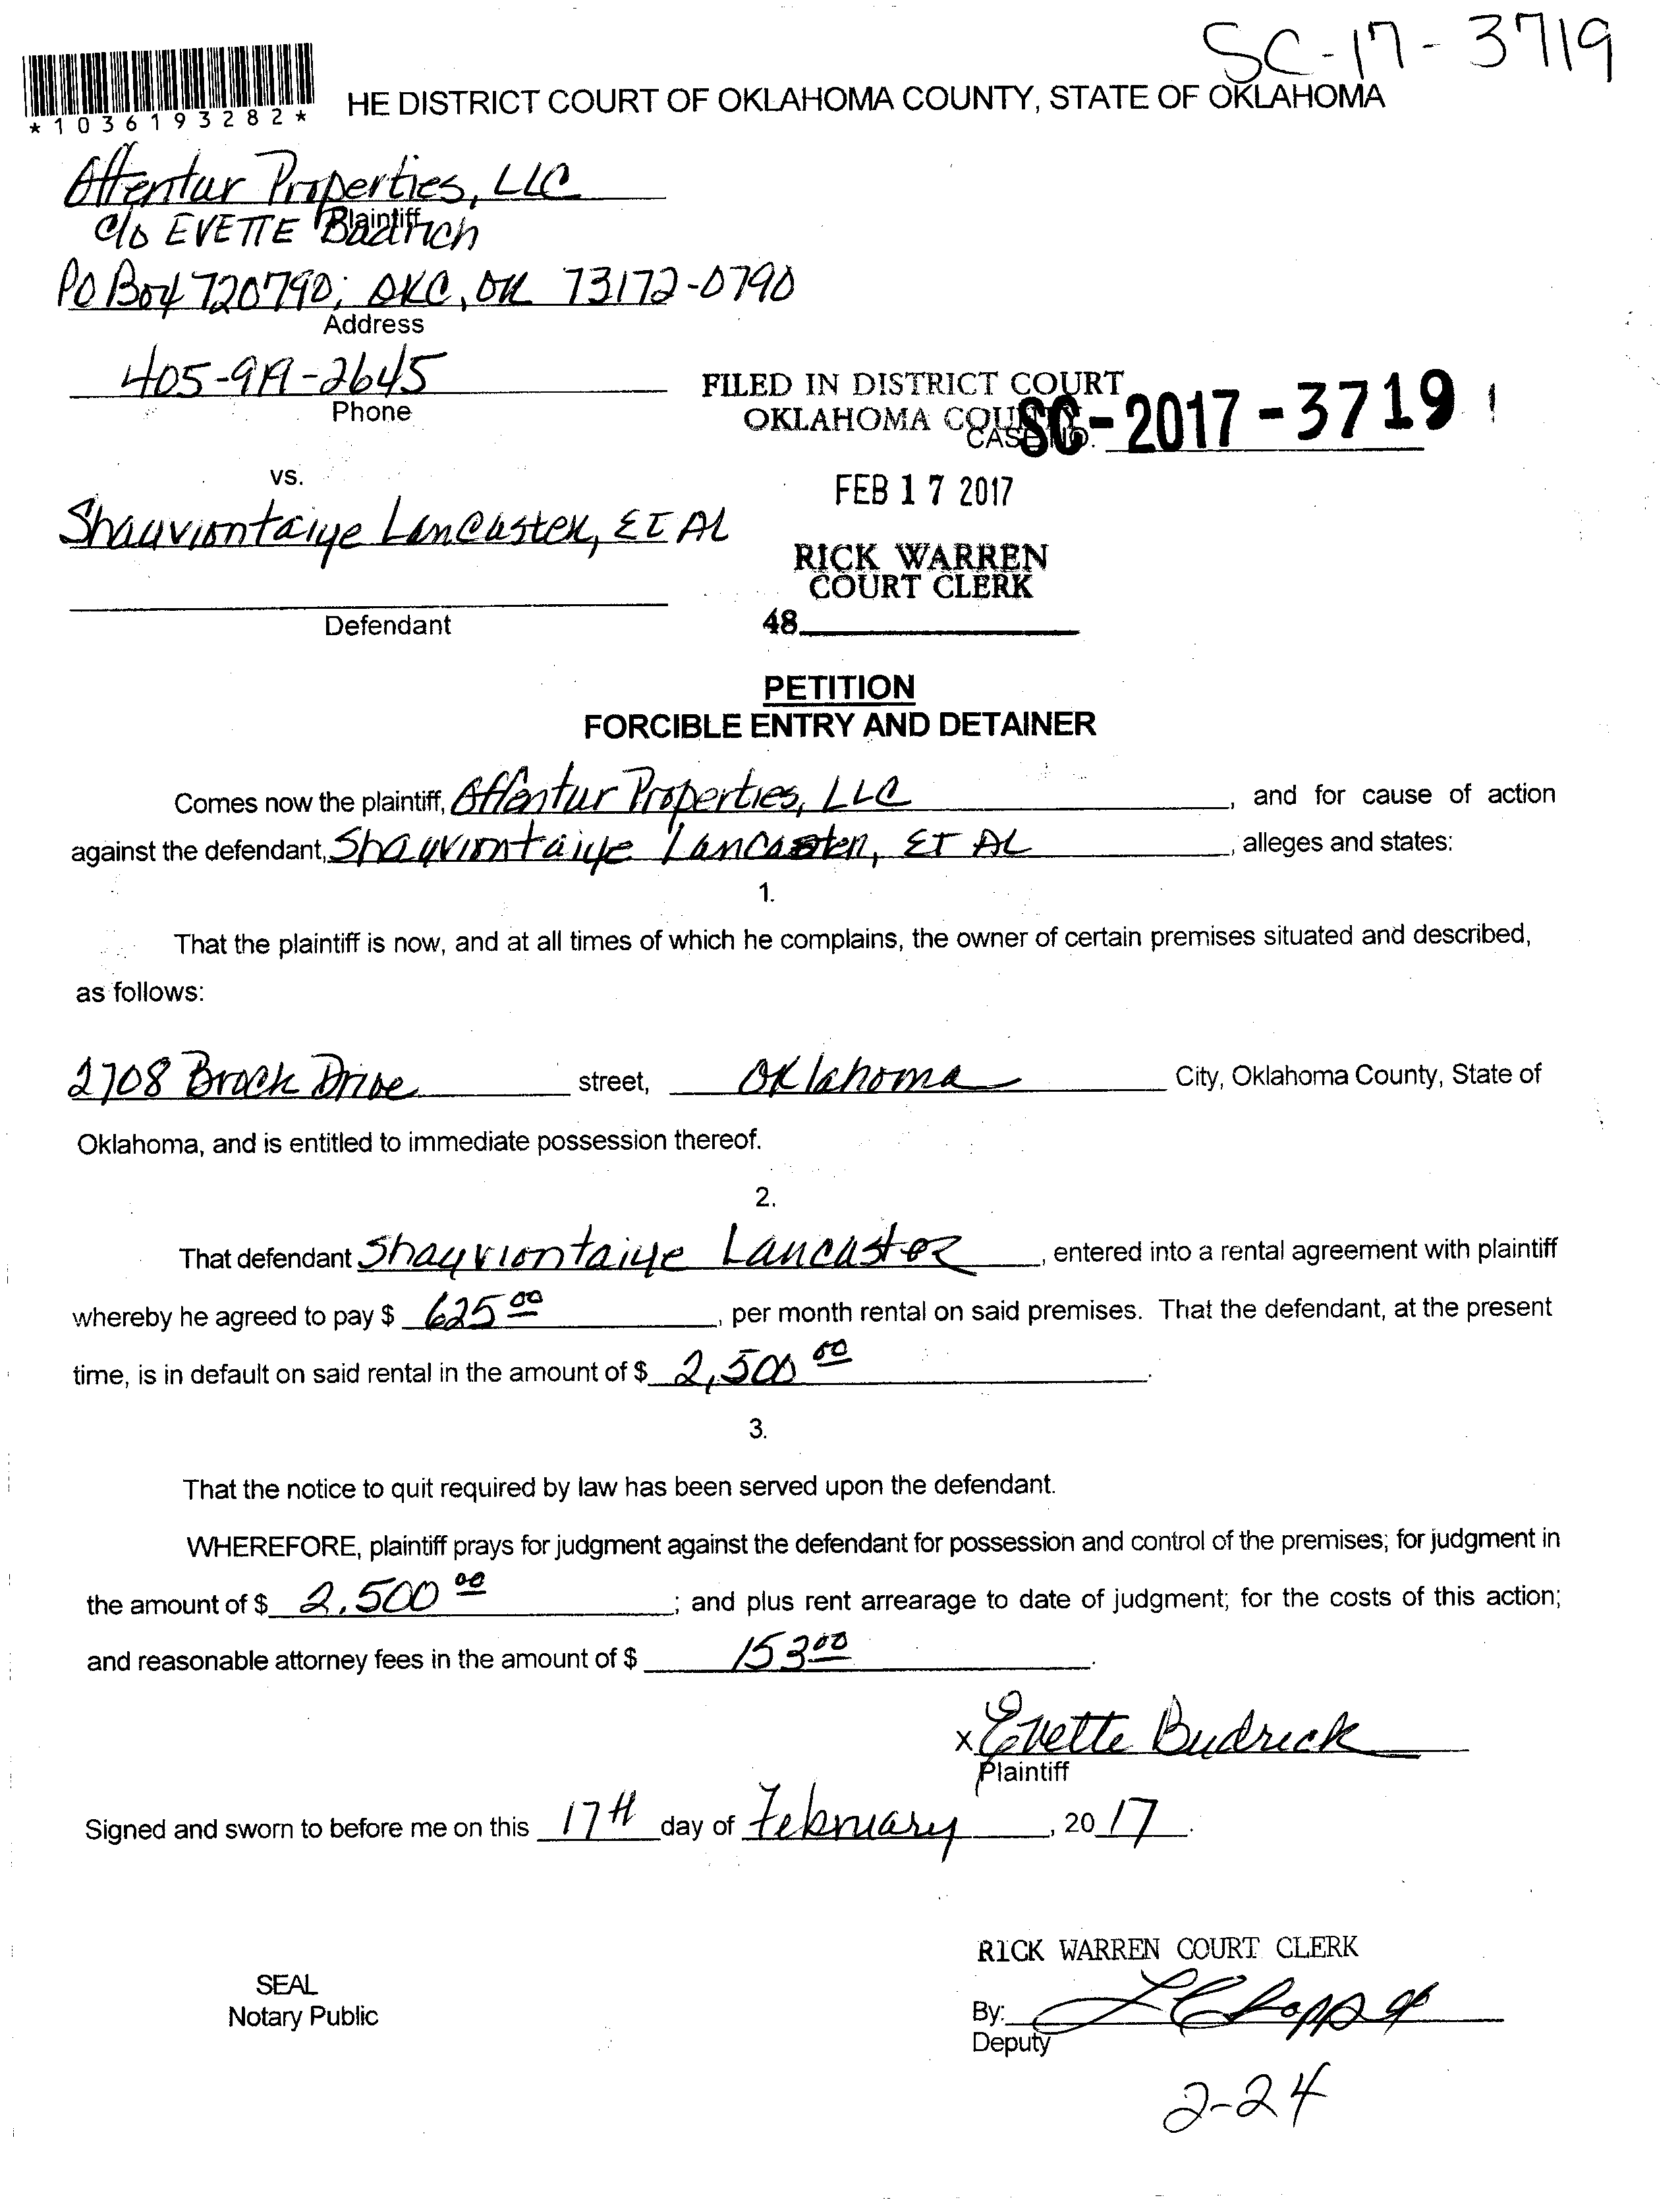 SC-17-3719
*1036193282*
HE DISTRICT COURT OF OKLAHOMA COUNTY, STATE OF OKLAHOMA
Properties, LLC
c/o EVETTE
Plaintiff
PO Box 720790; OKC, OK 73172-0790
Address
405-919-2645
Phone
FILED IN DISTRICT COURT
OKLAHOMA COUNTY
CASE NO. SC-2017-3719
vs.
FEB 17 2017
Shauviontaiye Lancaster, ET AL
RICK WARREN
COURT CLERK
Defendant
48
PETITION
FORCIBLE ENTRY AND DETAINER
Comes now the plaintiff, Properties, LLC, and for cause of action
against the defendant, Shauviontaiye Lancaster, ET AL, alleges and states:
1.
That the plaintiff is now, and at all times of which he complains, the owner of certain premises situated and described,
as follows:
2708 Brock Drive street, Oklahoma City, Oklahoma County, State of
Oklahoma, and is entitled to immediate possession thereof.
2.
That defendant Shauviontaiye Lancaster, entered into a rental agreement with plaintiff
whereby he agreed to pay $ 625 00, per month rental on said premises. That the defendant, at the present
time, is in default on said rental in the amount of $ 2,500 00.
3.
That the notice to quit required by law has been served upon the defendant.
WHEREFORE, plaintiff prays for judgment against the defendant for possession and control of the premises; for judgment in
the amount of $ 2,500 00; and plus rent arrearage to date of judgment; for the costs of this action;
and reasonable attorney fees in the amount of $ 153 00.
x Evette Budrick
Plaintiff
Signed and sworn to before me on this 17th day of February, 2017.
RICK WARREN COURT CLERK
SEAL
Notary Public
By:
Deputy
2-24